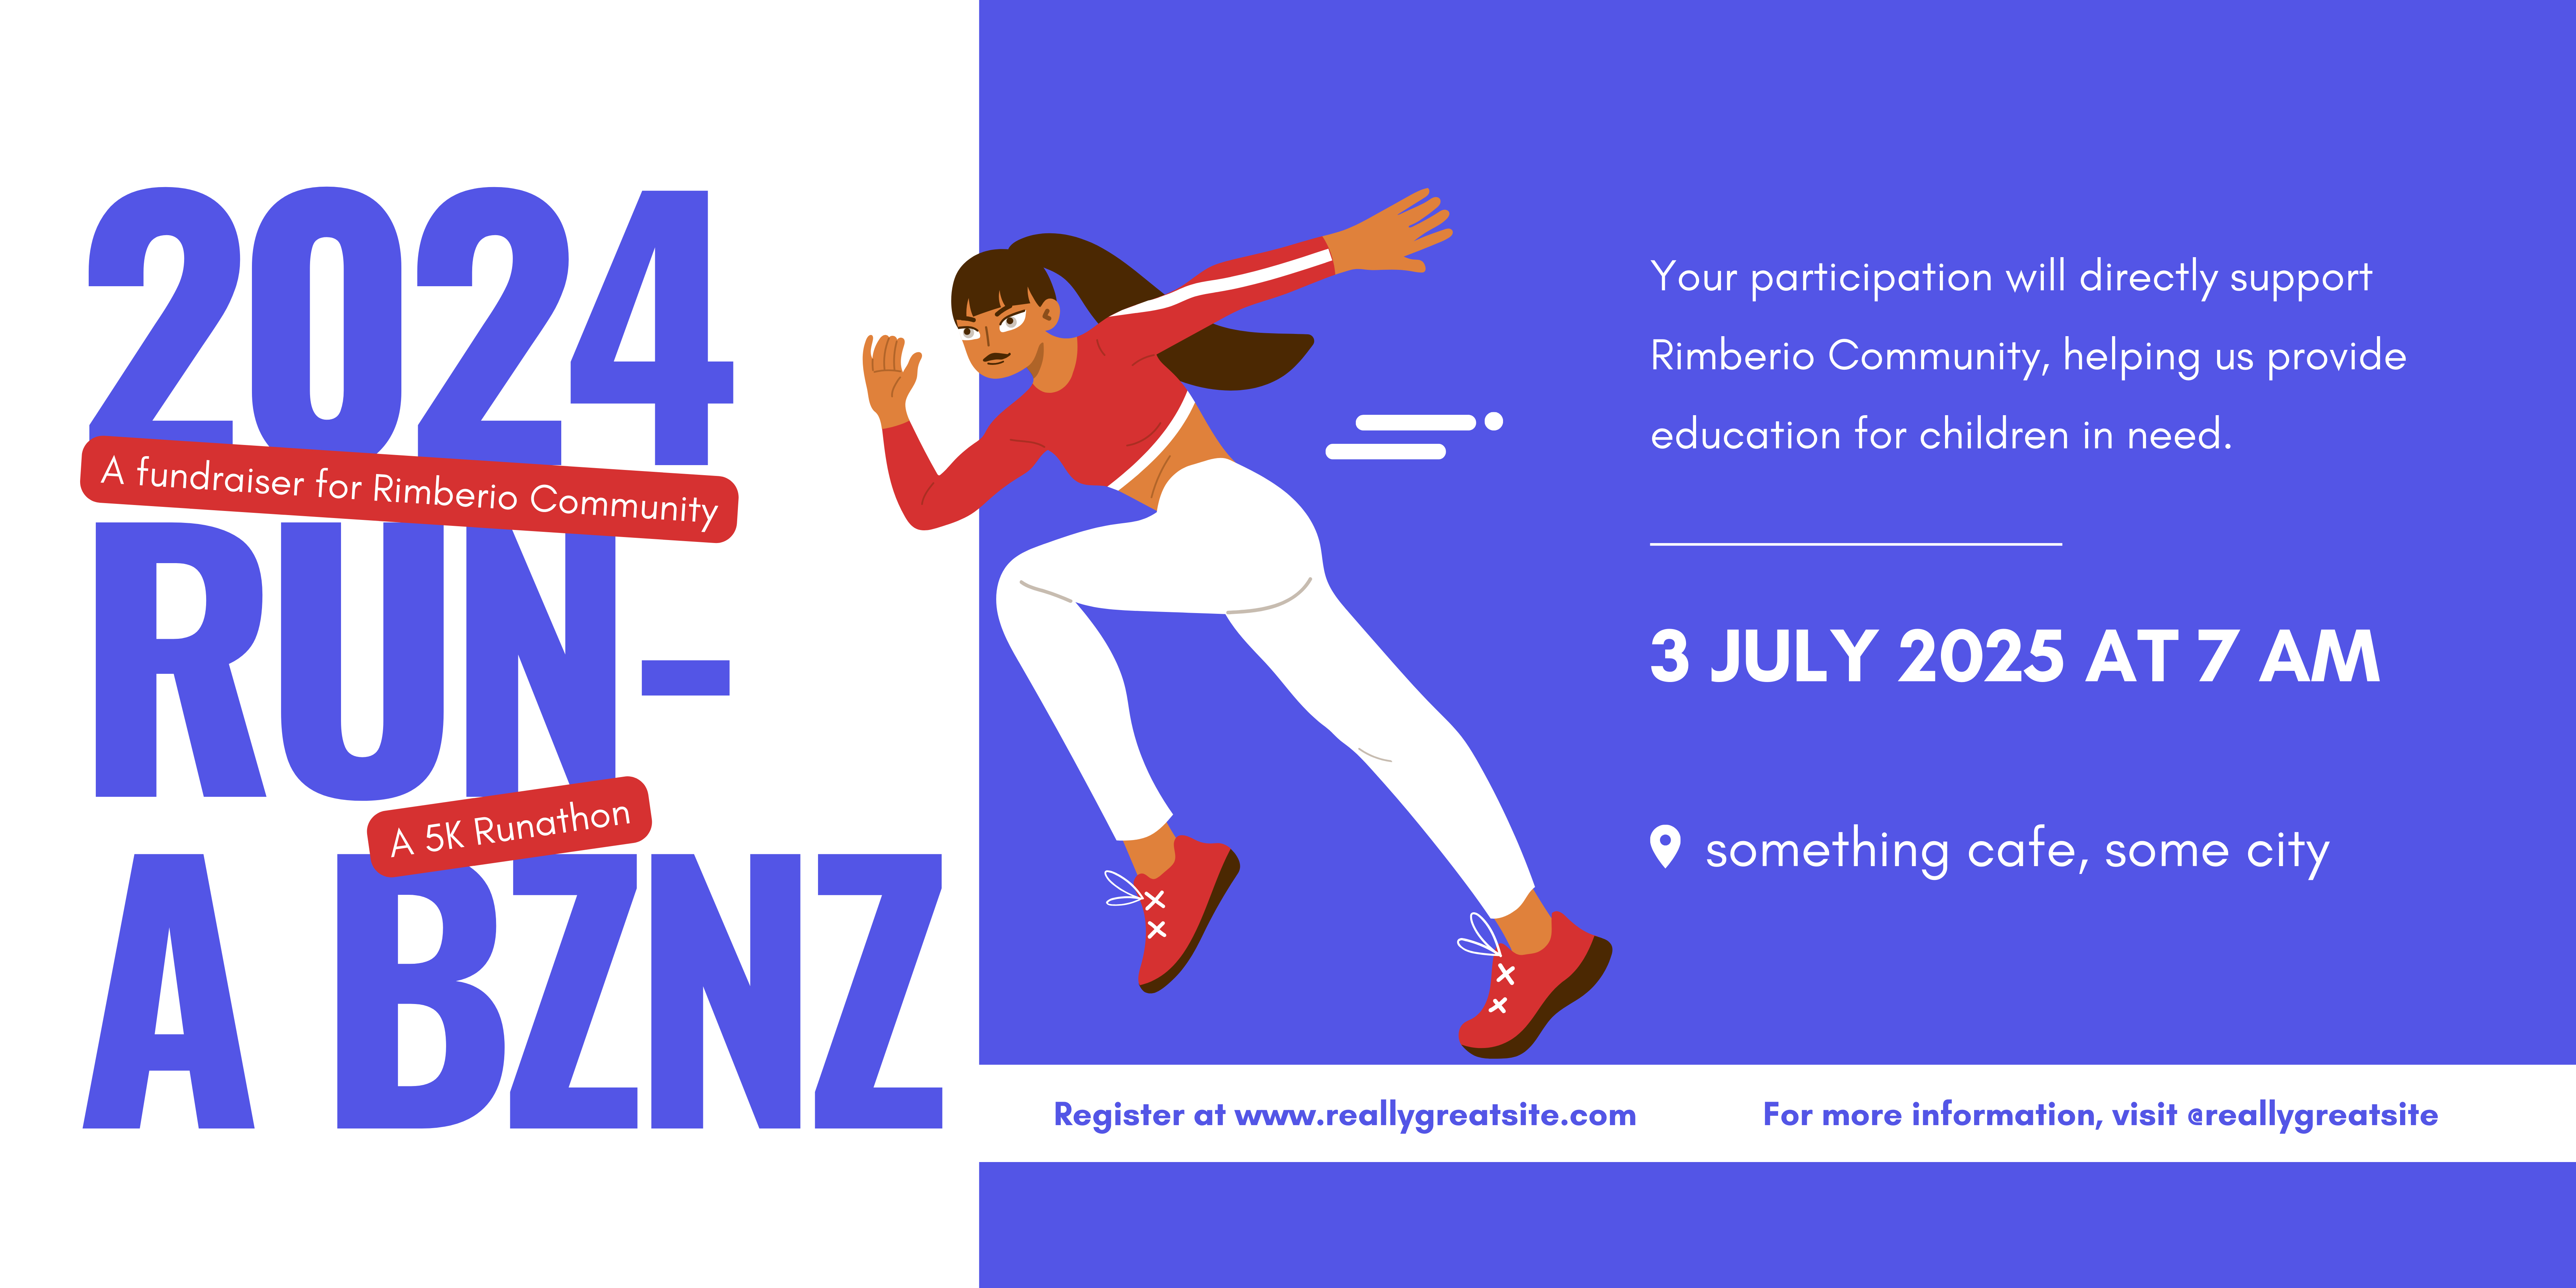 2024
A fundraiser for Rimberio Community
RUN-
A 5K Runathon
A BZNZ
Your participation will directly support
Rimberio Community, helping us provide
education for children in need.
3 JULY 2025 AT 7 AM
something cafe, some city
Register at www.reallygreatsite.com
For more information, visit @reallygreatsite